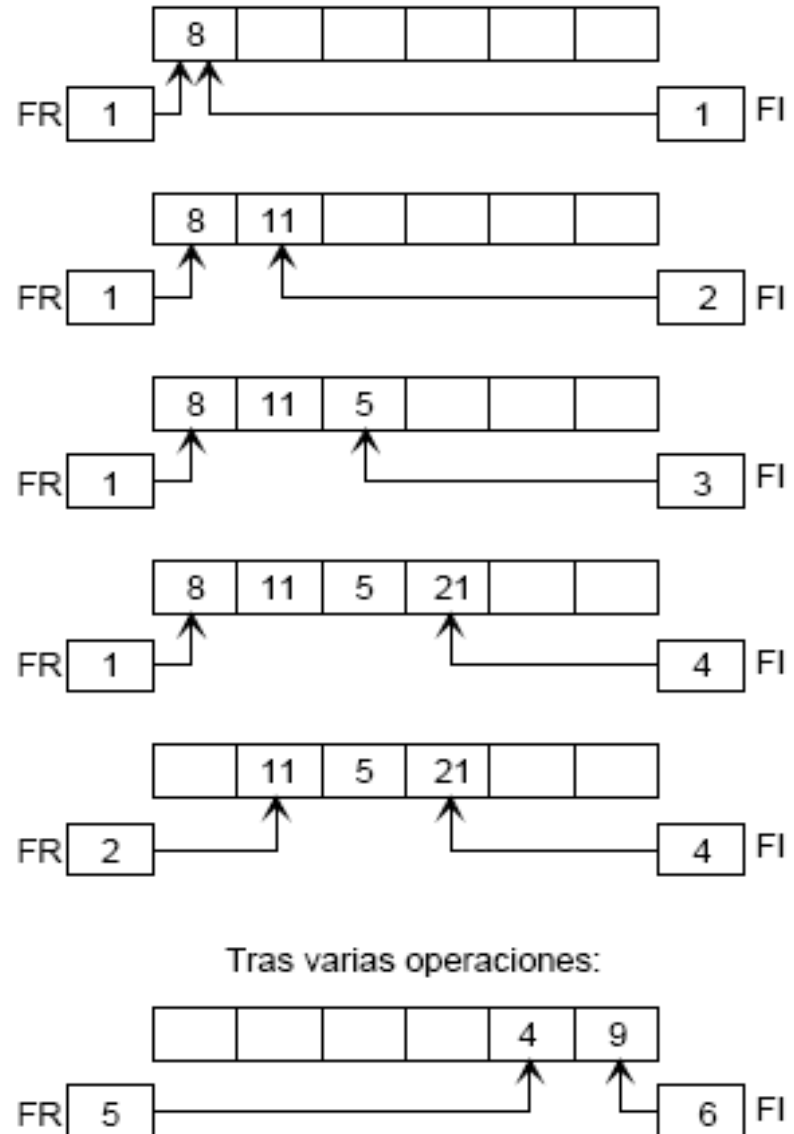 8
FR 1 1 FI
8 11
FR 1 2 FI
8 11 5
FR 1 3 FI
8 11 5 21
FR 1 4 FI
11 5 21
FR 2 4 FI
Tras varias operaciones:
4 9
FR 5 6 FI